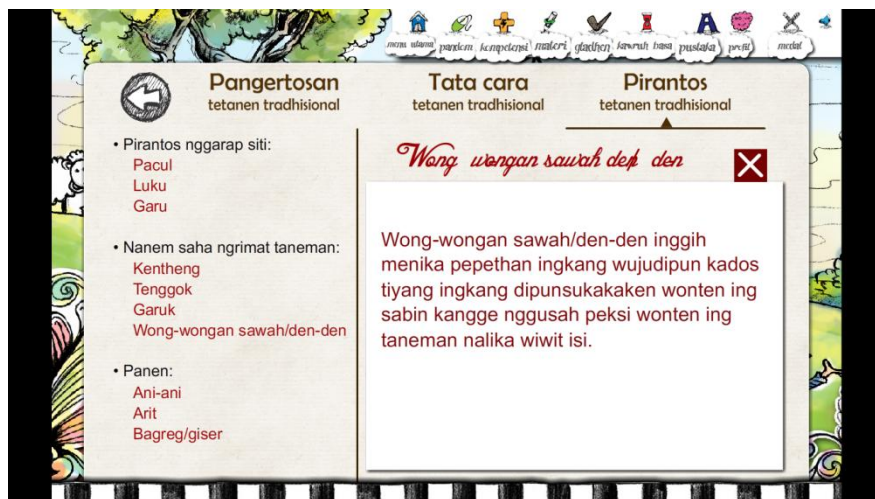 menu utama pandom kompetensi materi gladhen kawruh basa pustaka profil medal
Pangertosan
tetanen tradhisional
Tata cara
tetanen tradhisional
Pirantos
tetanen tradhisional
• Pirantos nggarap siti:
Pacul
Luku
Garu
• Nanem saha ngrimat taneman:
Kentheng
Tenggok
Garuk
Wong-wongan sawah/den-den
• Panen:
Ani-ani
Arit
Bagreg/giser
Wong wongan sawah den den
Wong-wongan sawah/den-den inggih
menika pepethan ingkang wujudipun kados
tiyang ingkang dipunsukakaken wonten ing
sabin kangge nggusah peksi wonten ing
taneman nalika wiwit isi.